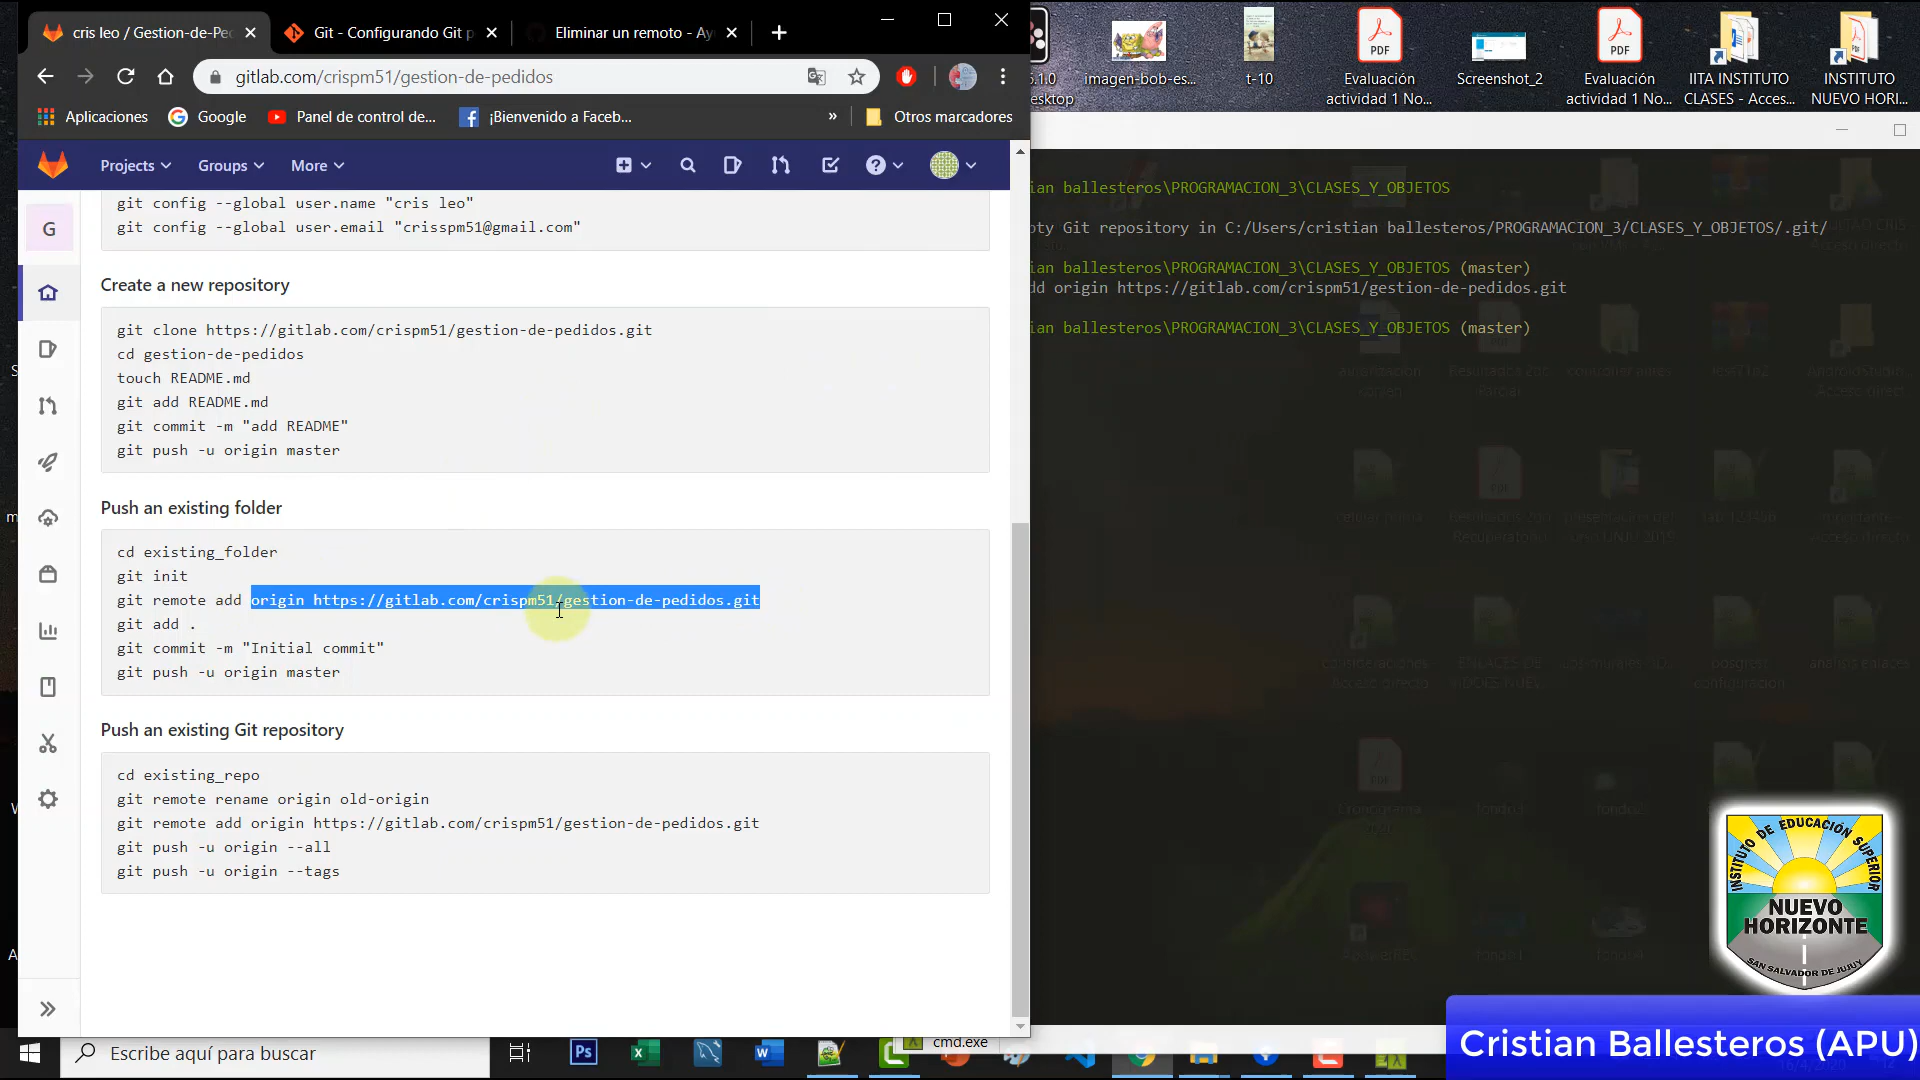 cris leo / Gestion-de-Pe
Git - Configurando Git p
Eliminar un remoto - Ay
gitlab.com/crispm51/gestion-de-pedidos
Aplicaciones
Google
Panel de control de...
¡Bienvenido a Faceb...
»
Otros marcadores
Projects
Groups
More
G
git config --global user.name "cris leo"
git config --global user.email "crisspm51@gmail.com"
Create a new repository
git clone https://gitlab.com/crispm51/gestion-de-pedidos.git
cd gestion-de-pedidos
touch README.md
git add README.md
git commit -m "add README"
git push -u origin master
Push an existing folder
cd existing_folder
git init
git remote add origin https://gitlab.com/crispm51/gestion-de-pedidos.git
git add .
git commit -m "Initial commit"
git push -u origin master
Push an existing Git repository
cd existing_repo
git remote rename origin old-origin
git remote add origin https://gitlab.com/crispm51/gestion-de-pedidos.git
git push -u origin --all
git push -u origin --tags
5.1.0
esktop
imagen-bob-es...
t-10
PDF
Evaluación
actividad 1 No...
Screenshot_2
PDF
Evaluación
actividad 1 No...
IITA INSTITUTO
CLASES - Acces...
INSTITUTO
NUEVO HORI...
ian ballesteros\PROGRAMACION_3\CLASES_Y_OBJETOS
pty Git repository in C:/Users/cristian ballesteros/PROGRAMACION_3/CLASES_Y_OBJETOS/.git/
ian ballesteros\PROGRAMACION_3\CLASES_Y_OBJETOS (master)
dd origin https://gitlab.com/crispm51/gestion-de-pedidos.git
ian ballesteros\PROGRAMACION_3\CLASES_Y_OBJETOS (master)
INSTITUTO DE EDUCACIÓN SUPERIOR
NUEVO
HORIZONTE
SAN SALVADOR DE JUJUY
Cristian Ballesteros (APU)
Escribe aquí para buscar
Ps
cmd.exe